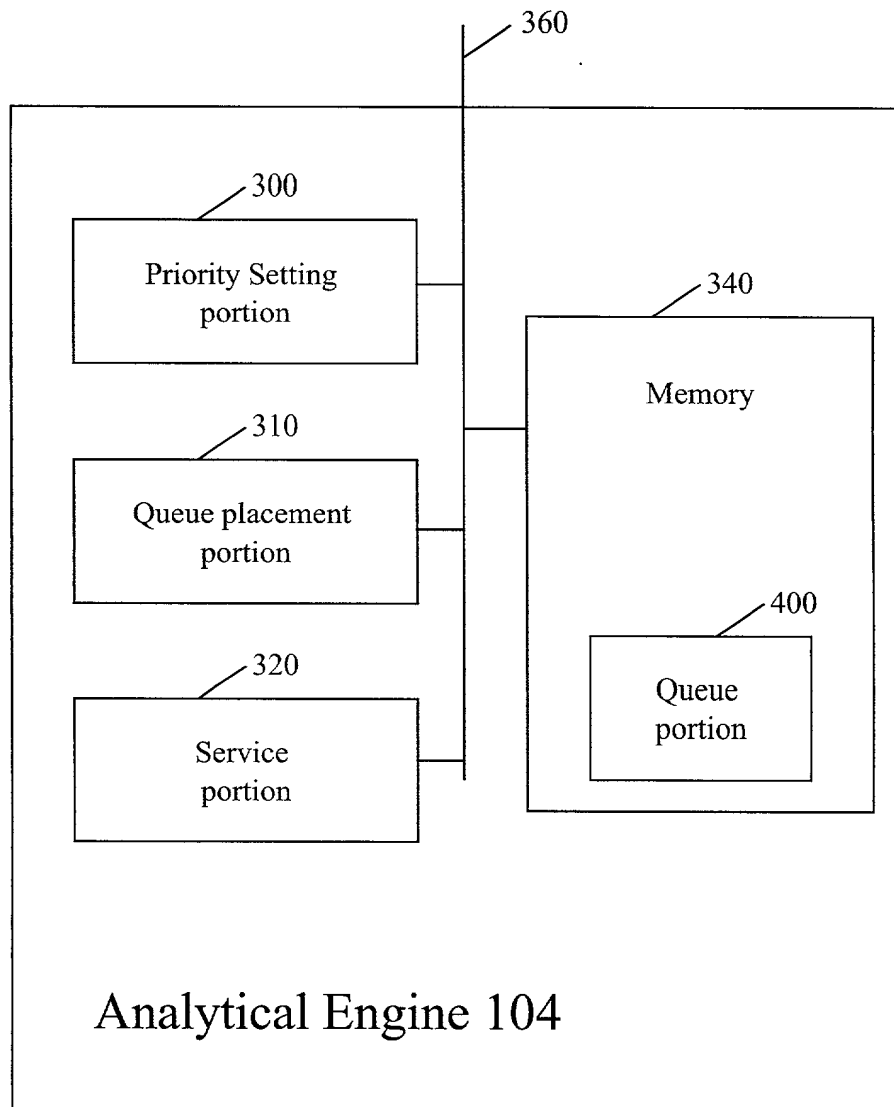 360
300
Priority Setting
portion
340
Memory
310
Queue placement
portion
400
Queue
portion
320
Service
portion
Analytical Engine 104